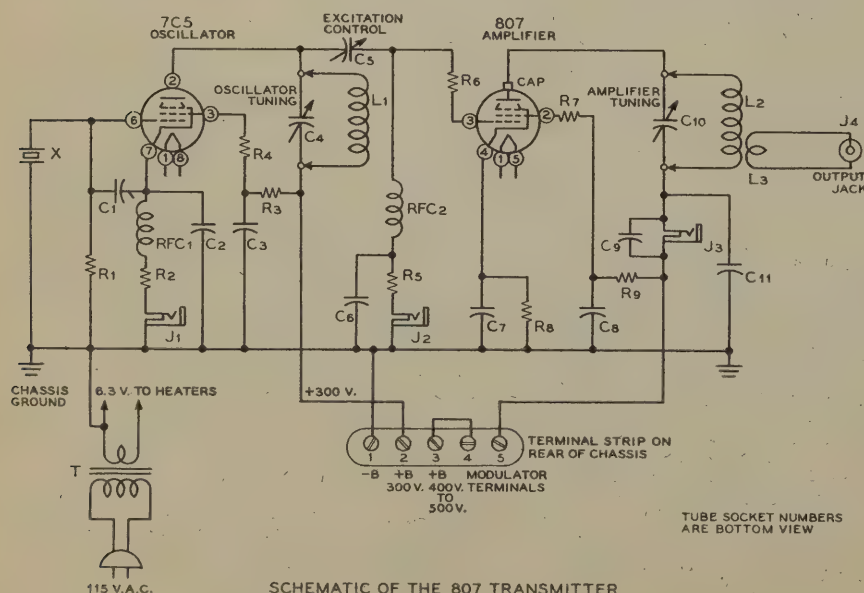 7C5
OSCILLATOR
EXCITATION
CONTROL
C5
807
AMPLIFIER
2
CAP
R6
OSCILLATOR
TUNING
L1
R7
AMPLIFIER
TUNING
L2
J4
6
3
3
2
X
7
1
8
R4
C4
4
1
5
C10
L3
OUTPUT
JACK
C1
RFC1
C2
C3
R3
RFC2
C9
J3
R1
R2
R5
R9
C11
C6
C7
R8
C8
J1
J2
CHASSIS
GROUND
6.3 V. TO HEATERS
+300 V.
T
1 2 3 4 5
TERMINAL STRIP ON
REAR OF CHASSIS
-B +B +B MODULATOR
300V. 400V. TERMINALS
TO
500V.
TUBE SOCKET NUMBERS
ARE BOTTOM VIEW
115 V.A.C.
SCHEMATIC OF THE 807 TRANSMITTER